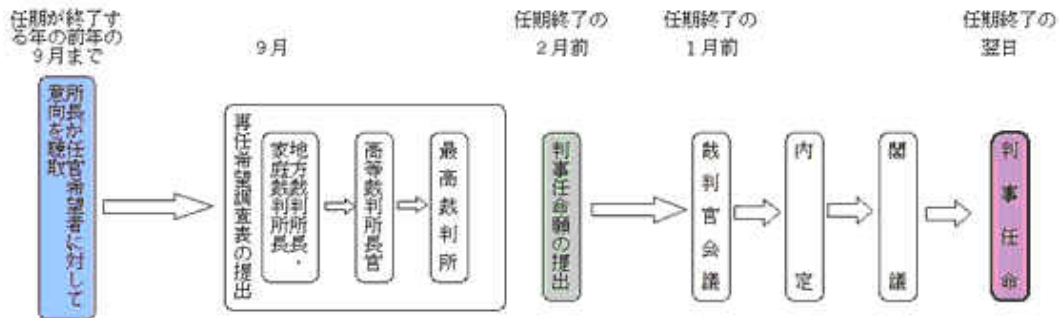 任期が終了す
る年の前年の
9月まで
9月
任期終了の
2月前
任期終了の
1月前
任期終了の
翌日
所長が任官希望者に対して
意向を聴取
再任希望調査表の提出
地方裁判所長・
家庭裁判所長
高等裁判所長官
最高裁判所
判事任命願の提出
裁判官会議
内定
閣議
判事任命